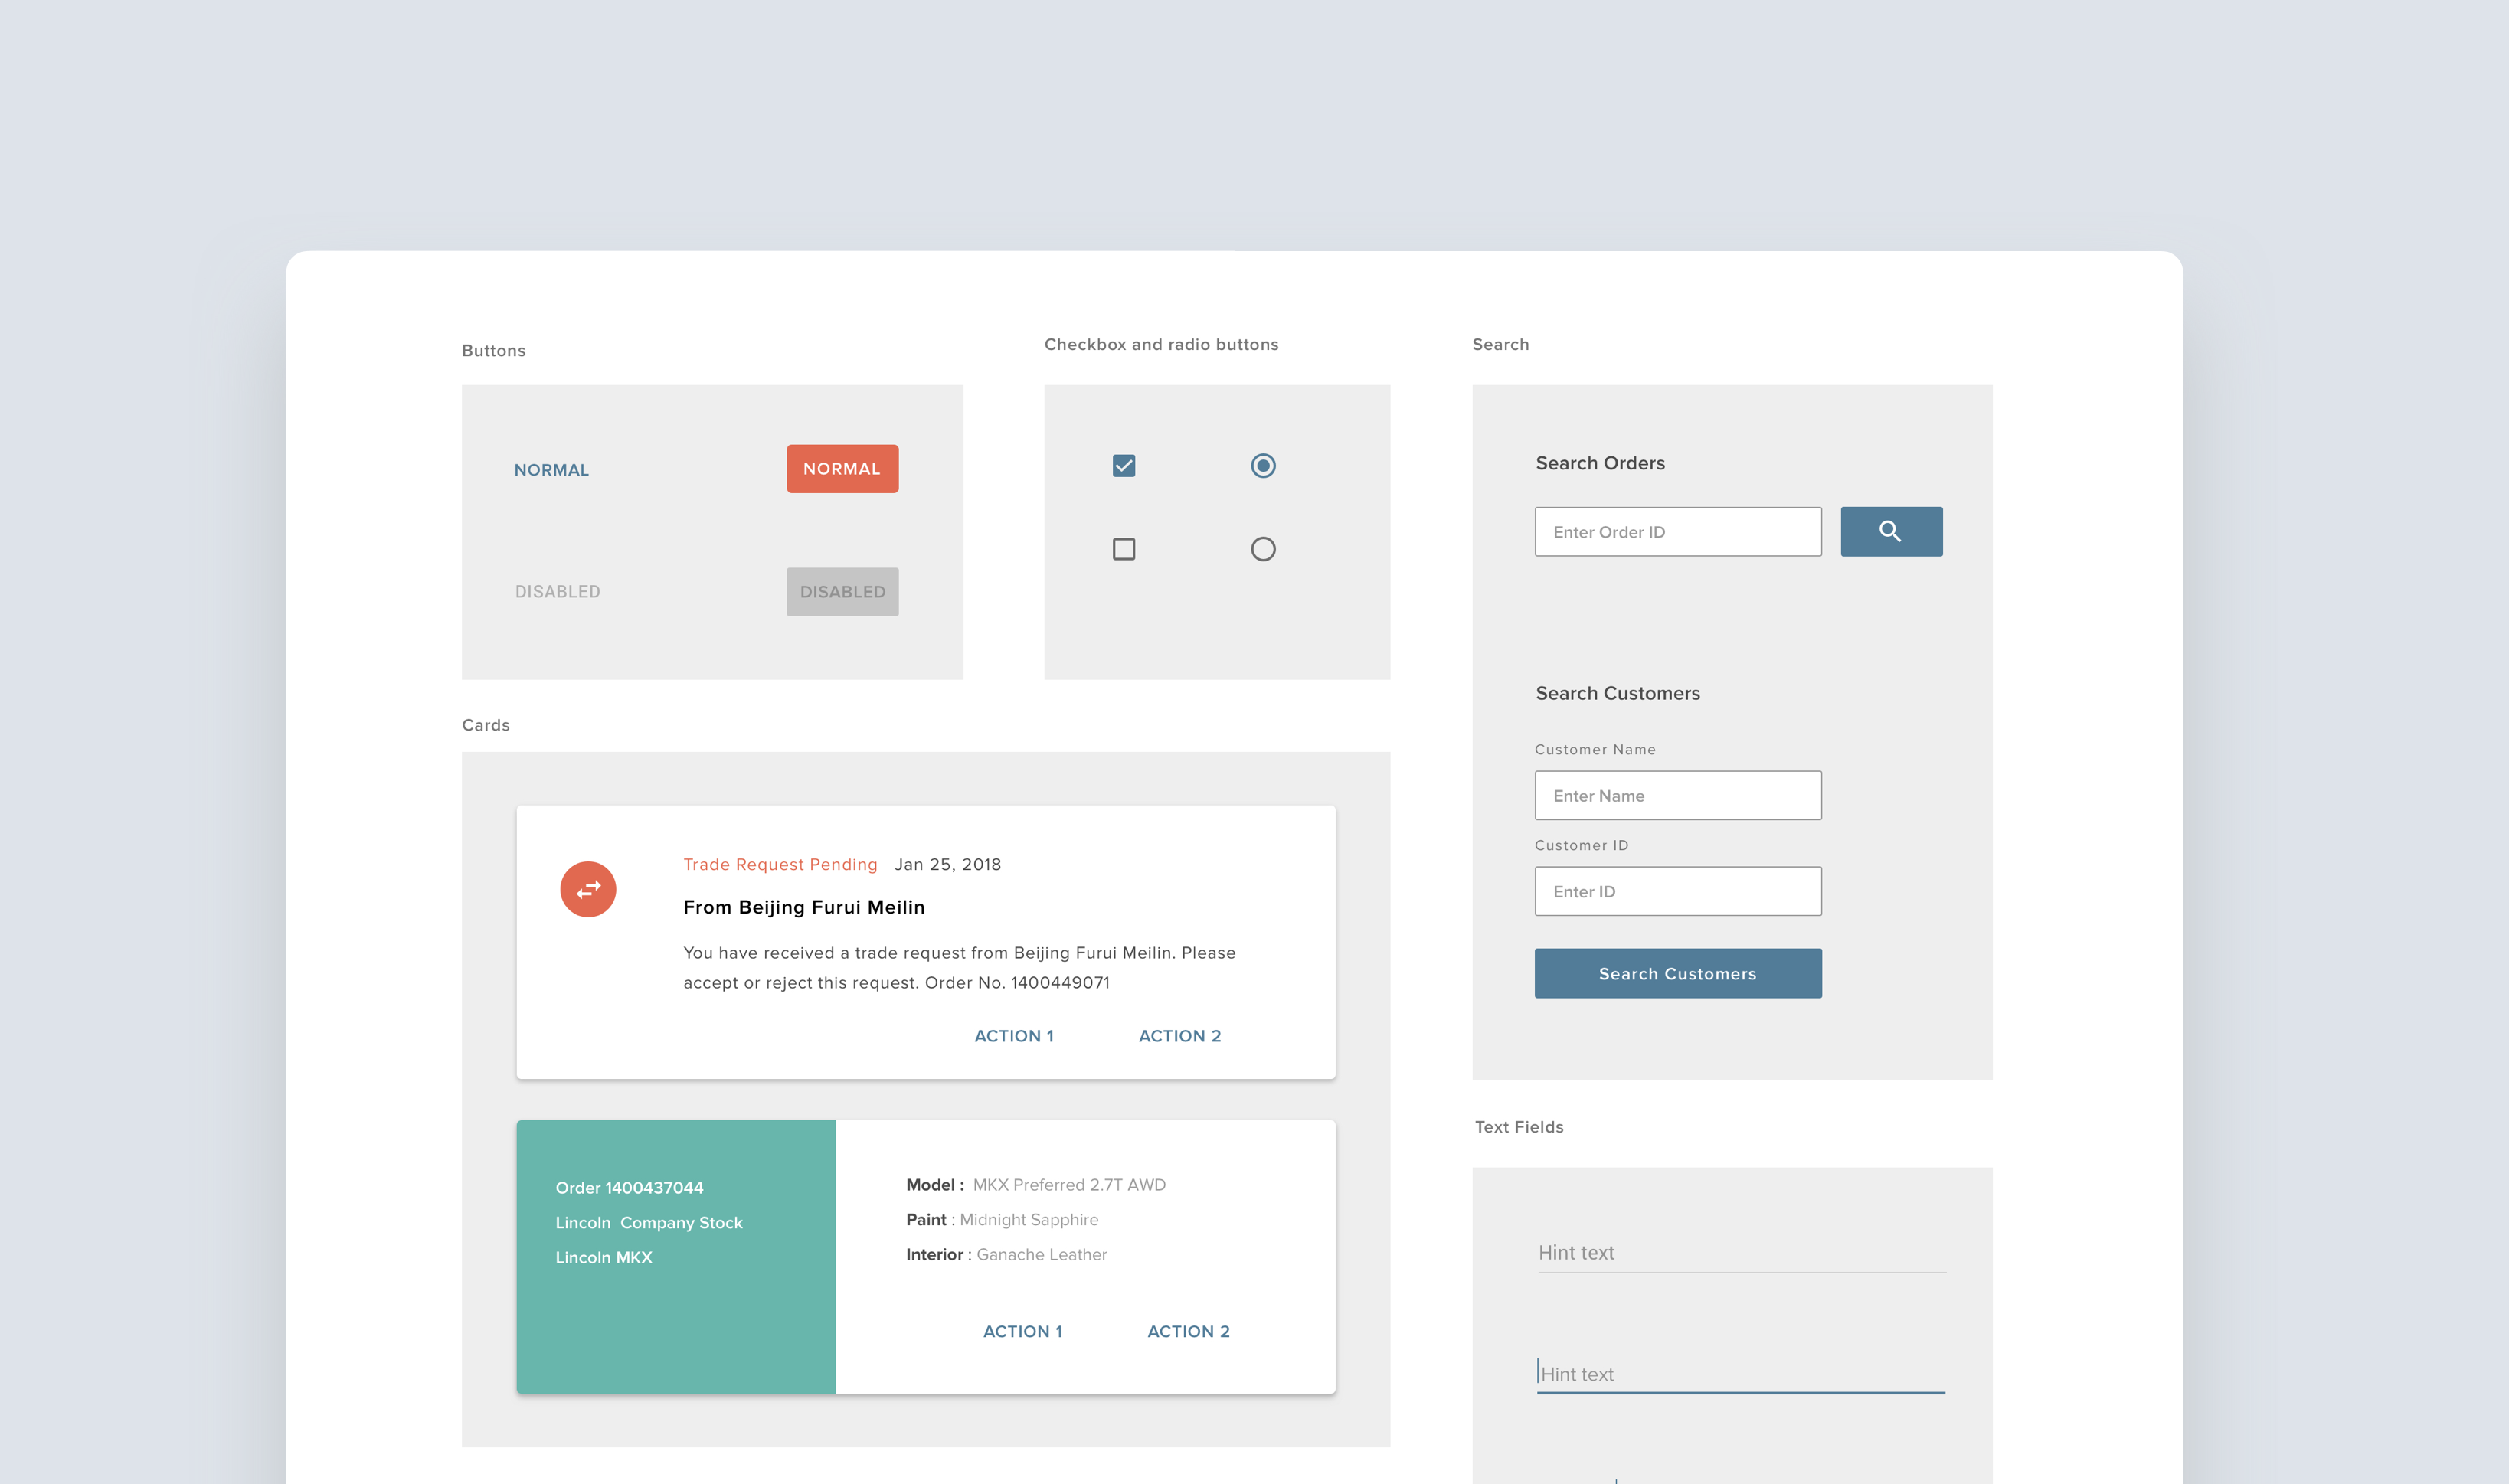 Buttons
NORMAL
NORMAL
DISABLED
DISABLED
Checkbox and radio buttons
Search
Search Orders
Enter Order ID
Search Customers
Customer Name
Enter Name
Customer ID
Enter ID
Search Customers
Cards
Trade Request Pending Jan 25, 2018
From Beijing Furui Meilin
You have received a trade request from Beijing Furui Meilin. Please
accept or reject this request. Order No. 1400449071
ACTION 1 ACTION 2
Order 1400437044
Lincoln Company Stock
Lincoln MKX
Model : MKX Preferred 2.7T AWD
Paint : Midnight Sapphire
Interior : Ganache Leather
ACTION 1 ACTION 2
Text Fields
Hint text
Hint text